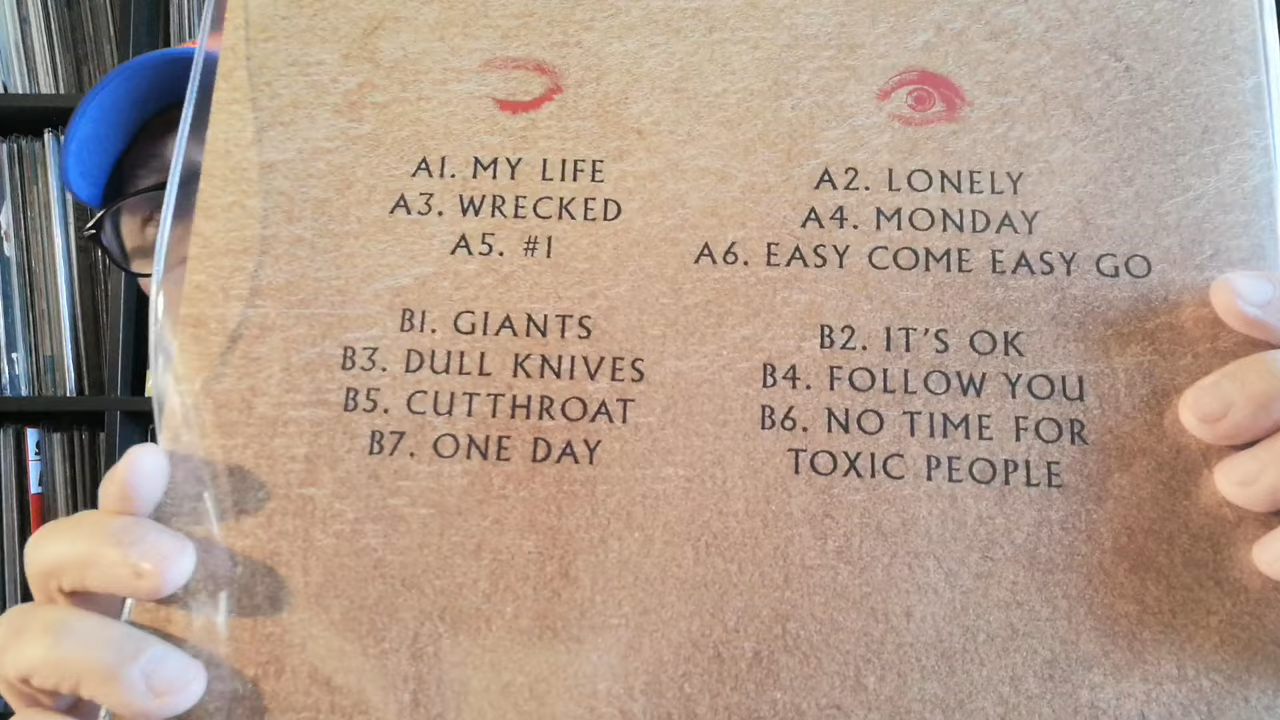 A1. MY LIFE
A3. WRECKED
A5. #1
A2. LONELY
A4. MONDAY
A6. EASY COME EASY GO
B1. GIANTS
B3. DULL KNIVES
B5. CUTTHROAT
B7. ONE DAY
B2. IT'S OK
B4. FOLLOW YOU
B6. NO TIME FOR
TOXIC PEOPLE